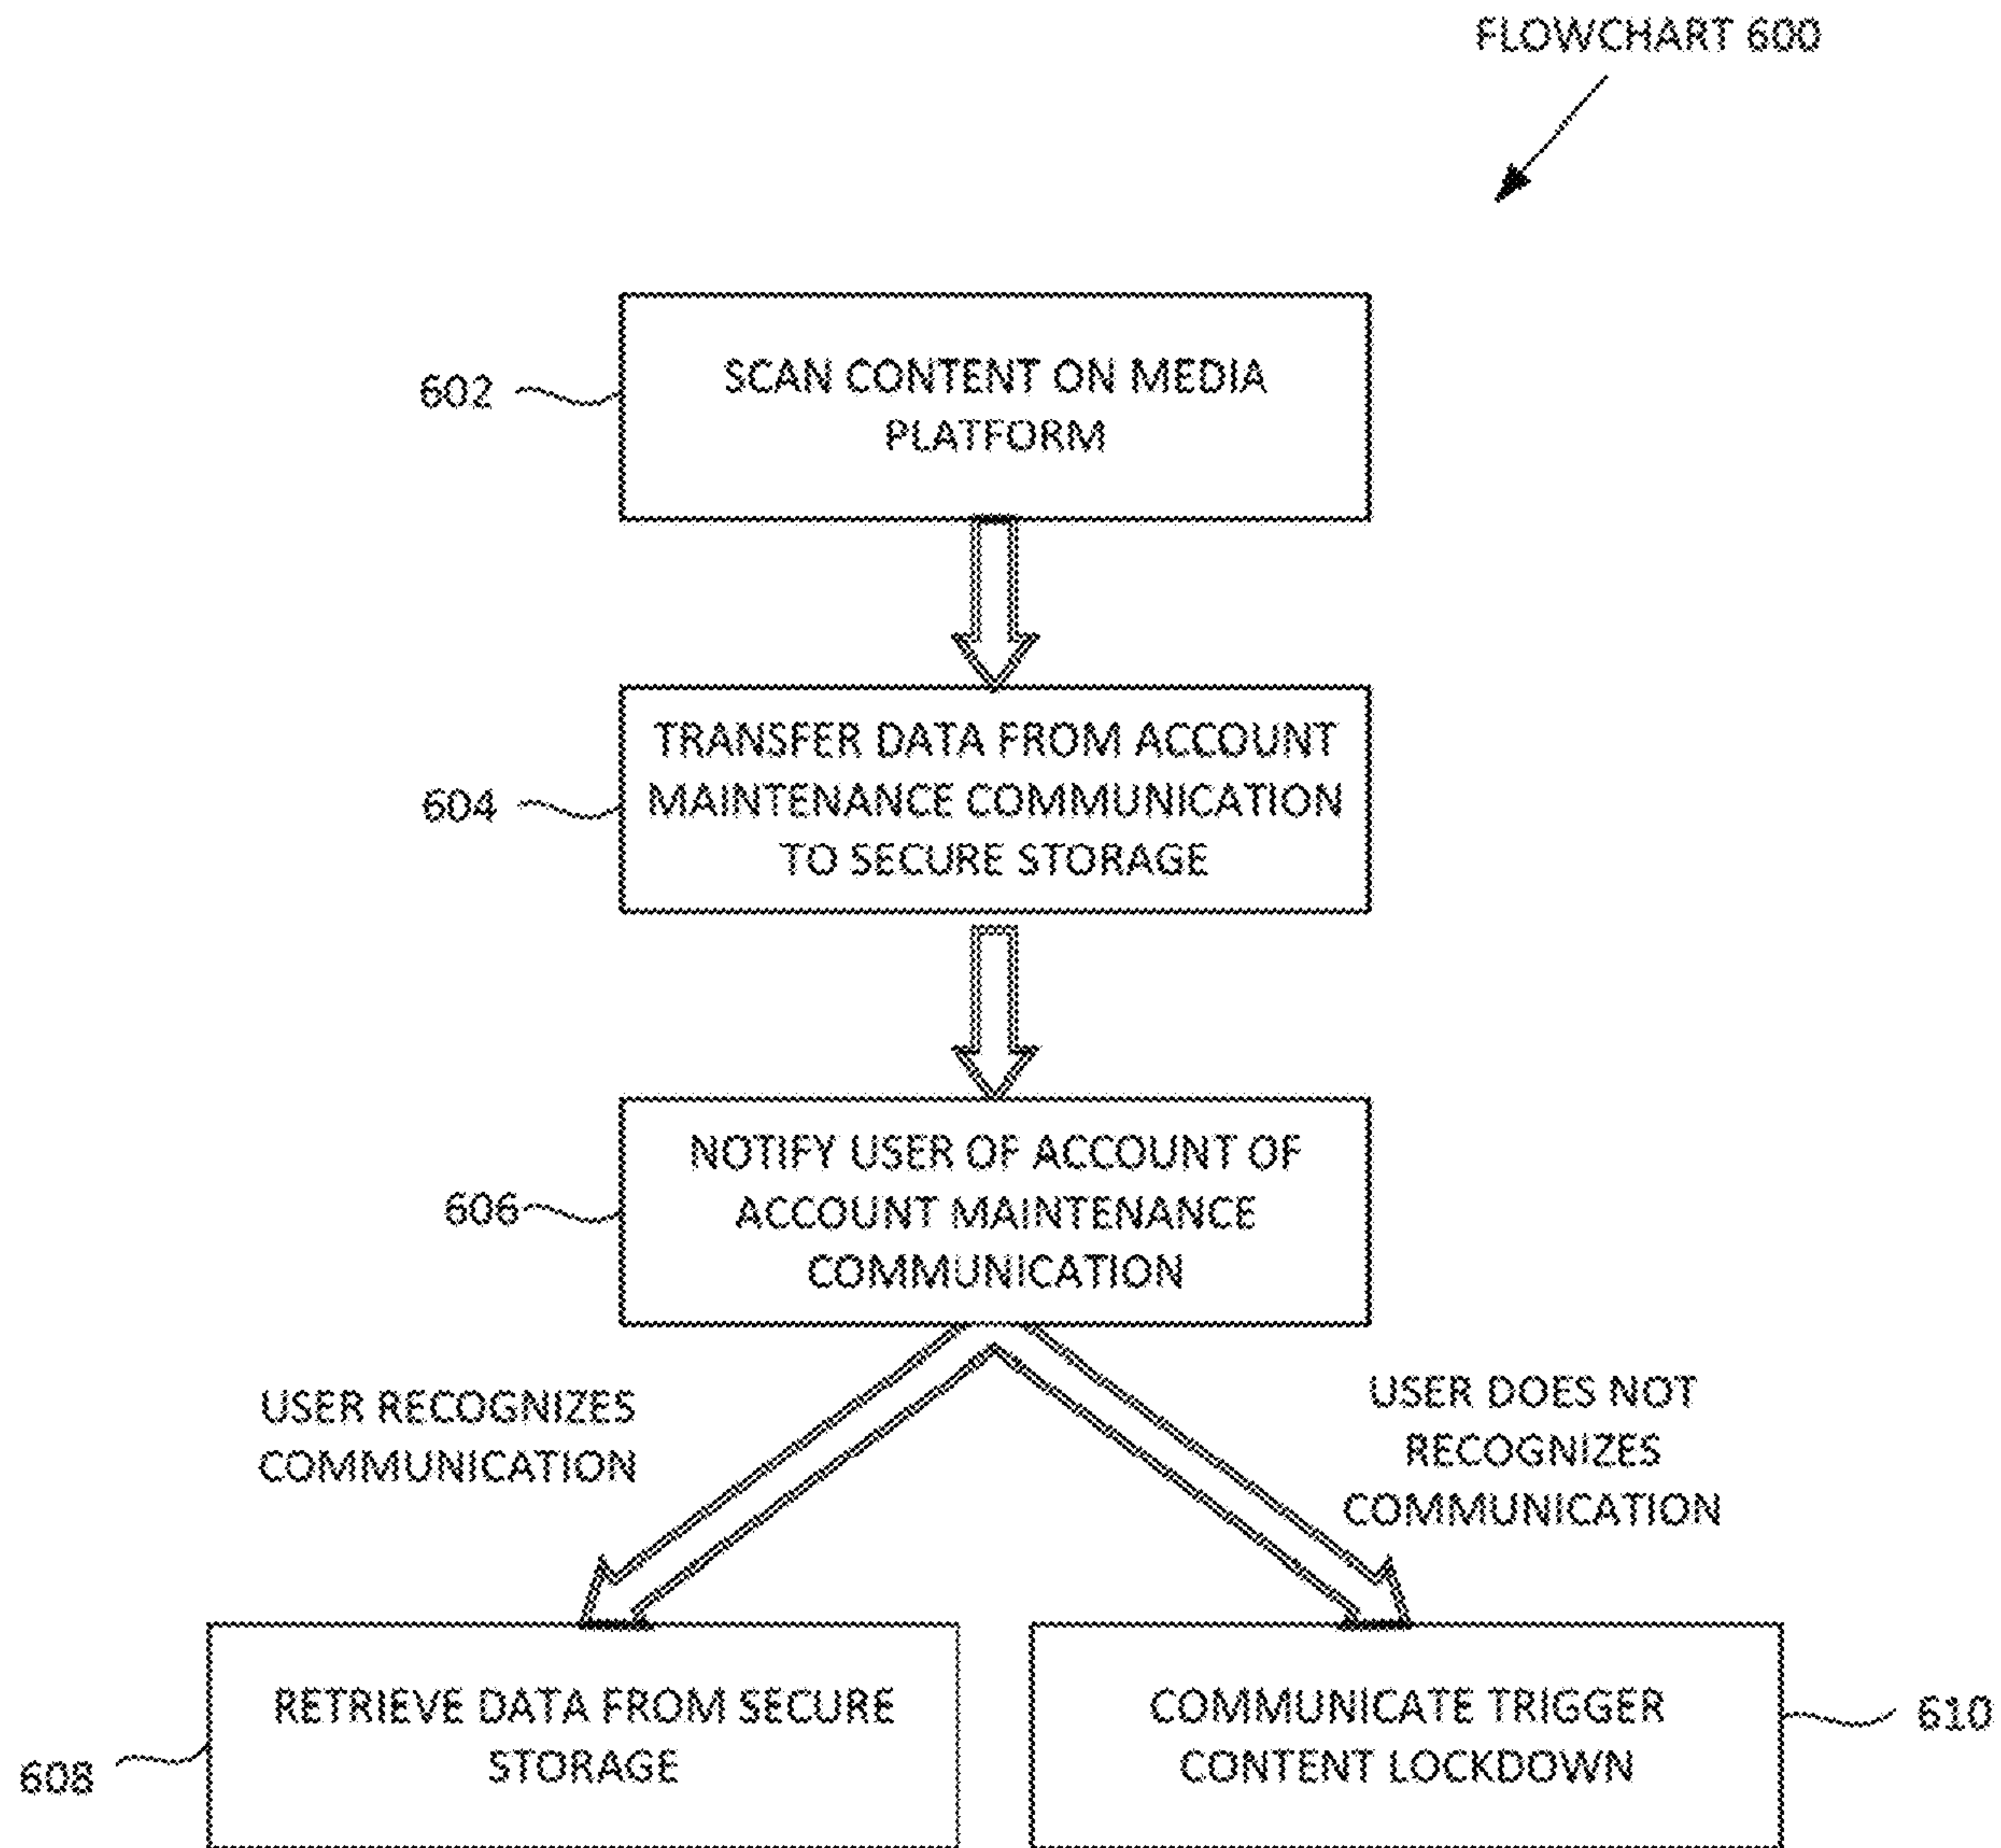 FLOWCHART 600
602
SCAN CONTENT ON MEDIA
PLATFORM
604
TRANSFER DATA FROM ACCOUNT
MAINTENANCE COMMUNICATION
TO SECURE STORAGE
606
NOTIFY USER OF ACCOUNT OF
ACCOUNT MAINTENANCE
COMMUNICATION
USER RECOGNIZES
COMMUNICATION
USER DOES NOT
RECOGNIZES
COMMUNICATION
608
RETRIEVE DATA FROM SECURE
STORAGE
COMMUNICATE TRIGGER
CONTENT LOCKDOWN
610